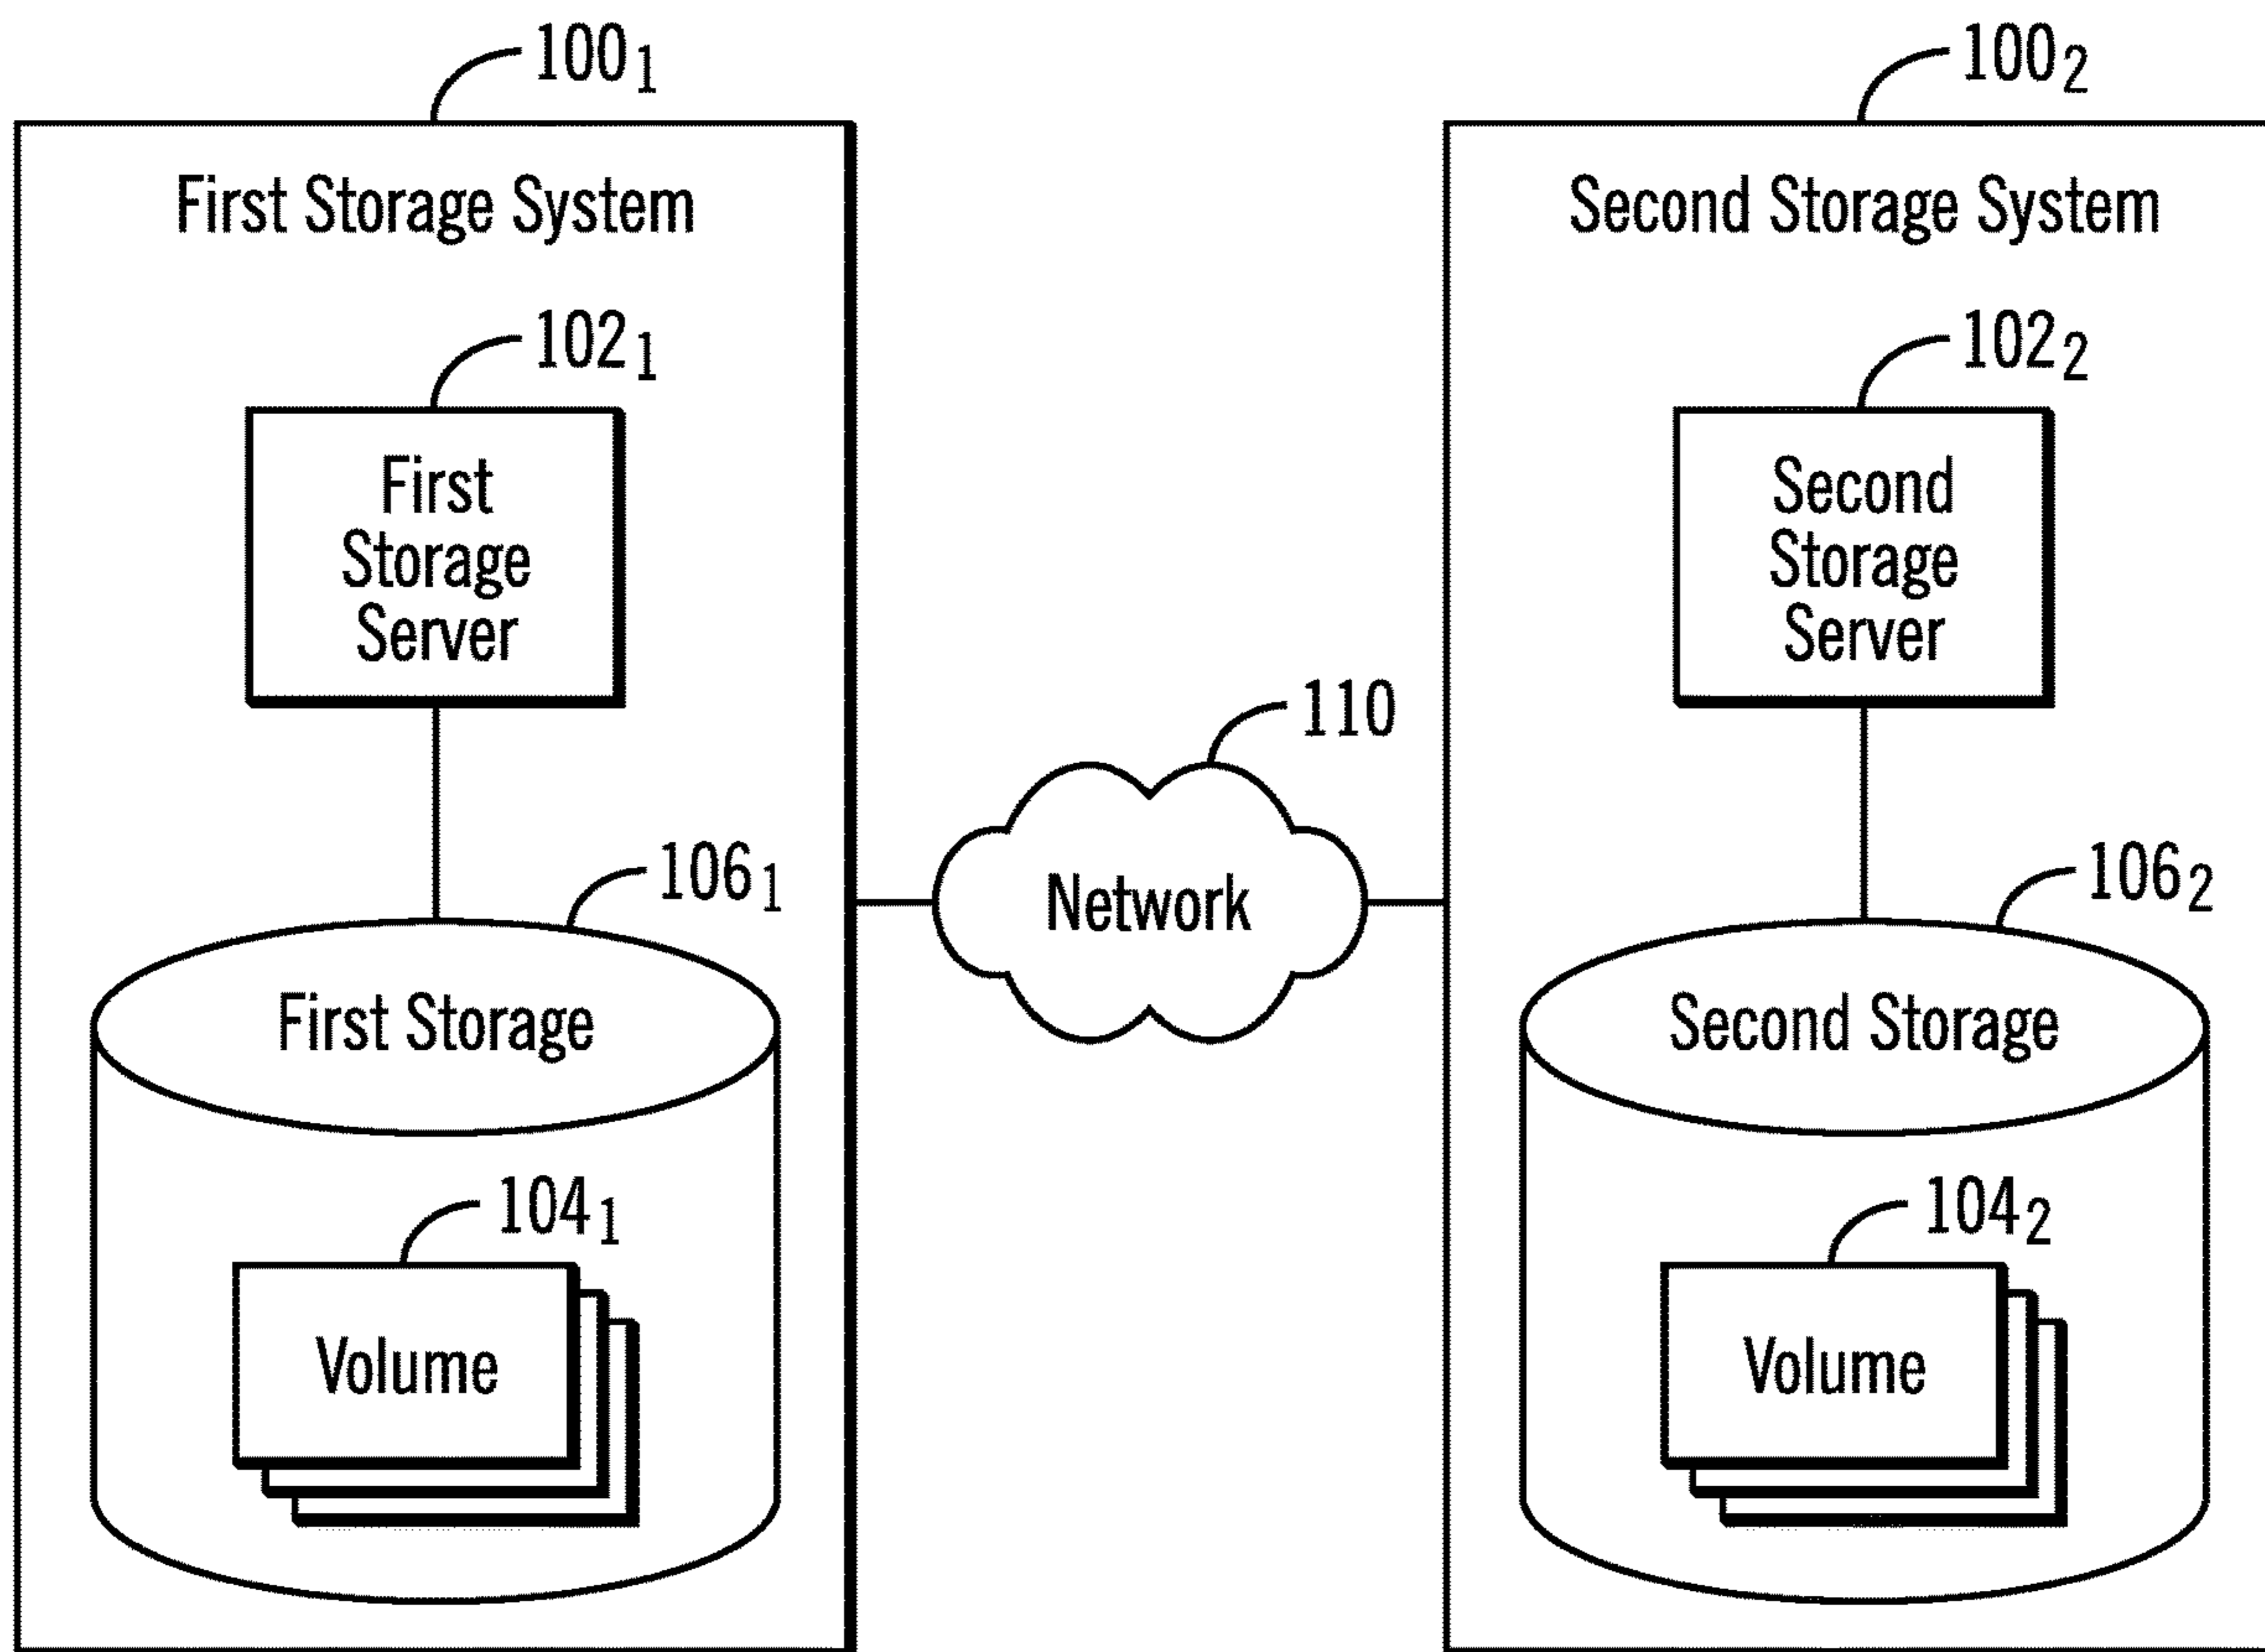 100₁
First Storage System
102₁
First
Storage
Server
106₁
First Storage
104₁
Volume
110
Network
100₂
Second Storage System
102₂
Second
Storage
Server
106₂
Second Storage
104₂
Volume